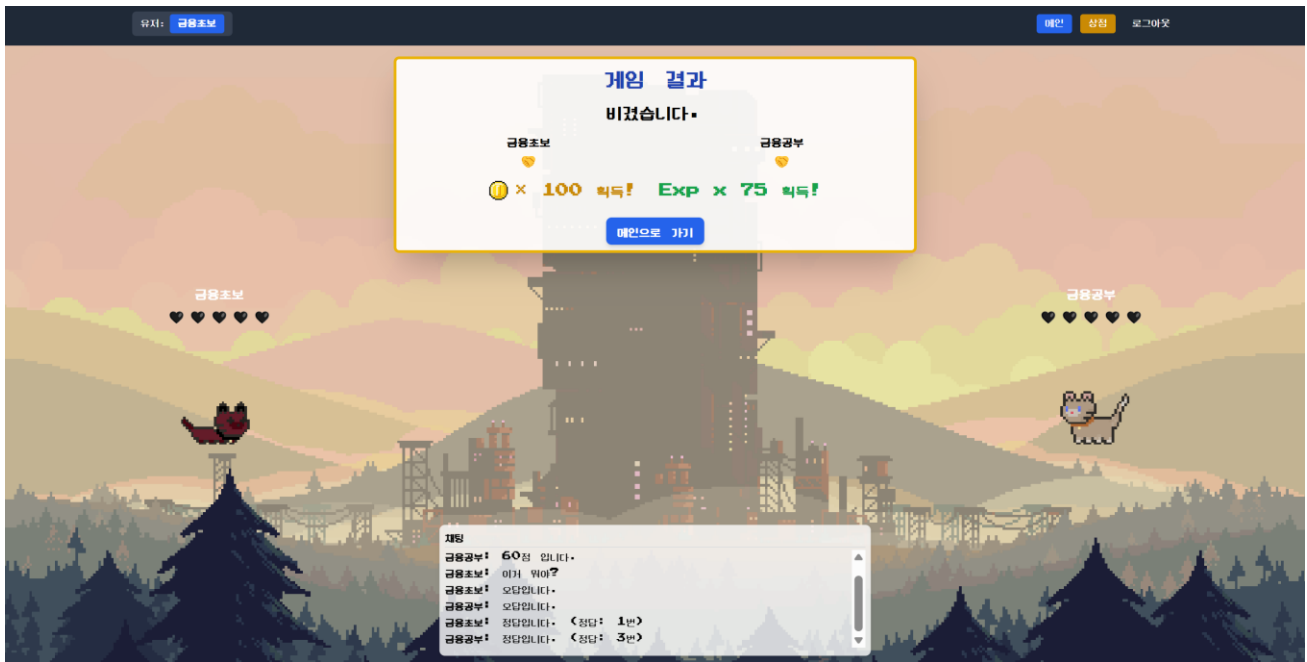 유저: 금융초보
메인 상점 로그아웃
게임 결과
비겼습니다.
금융초보 금융공부
× 100 획득! Exp x 75 획득!
메인으로 가기
금융초보 금융공부
채팅
금융공부: 60점 입니다.
금융초보: 이거 뭐야?
금융초보: 오답입니다.
금융공부: 오답입니다.
금융초보: 정답입니다. (정답: 1번)
금융공부: 정답입니다. (정답: 3번)